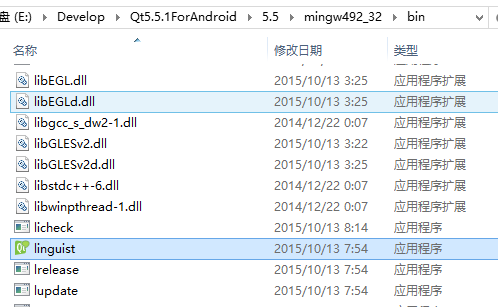 盘 (E:) ▸ Develop ▸ Qt5.5.1ForAndroid ▸ 5.5 ▸ mingw492_32 ▸ bin ▸
名称 修改日期 类型
libEGL.dll 2015/10/13 3:25 应用程序扩展
libEGLd.dll 2015/10/13 3:25 应用程序扩展
libgcc_s_dw2-1.dll 2014/12/22 0:07 应用程序扩展
libGLESv2.dll 2015/10/13 3:22 应用程序扩展
libGLESv2d.dll 2015/10/13 3:25 应用程序扩展
libstdc++-6.dll 2014/12/22 0:07 应用程序扩展
libwinpthread-1.dll 2014/12/22 0:07 应用程序扩展
licheck 2015/10/13 8:14 应用程序
linguist 2015/10/13 7:54 应用程序
lrelease 2015/10/13 7:54 应用程序
lupdate 2015/10/13 7:54 应用程序